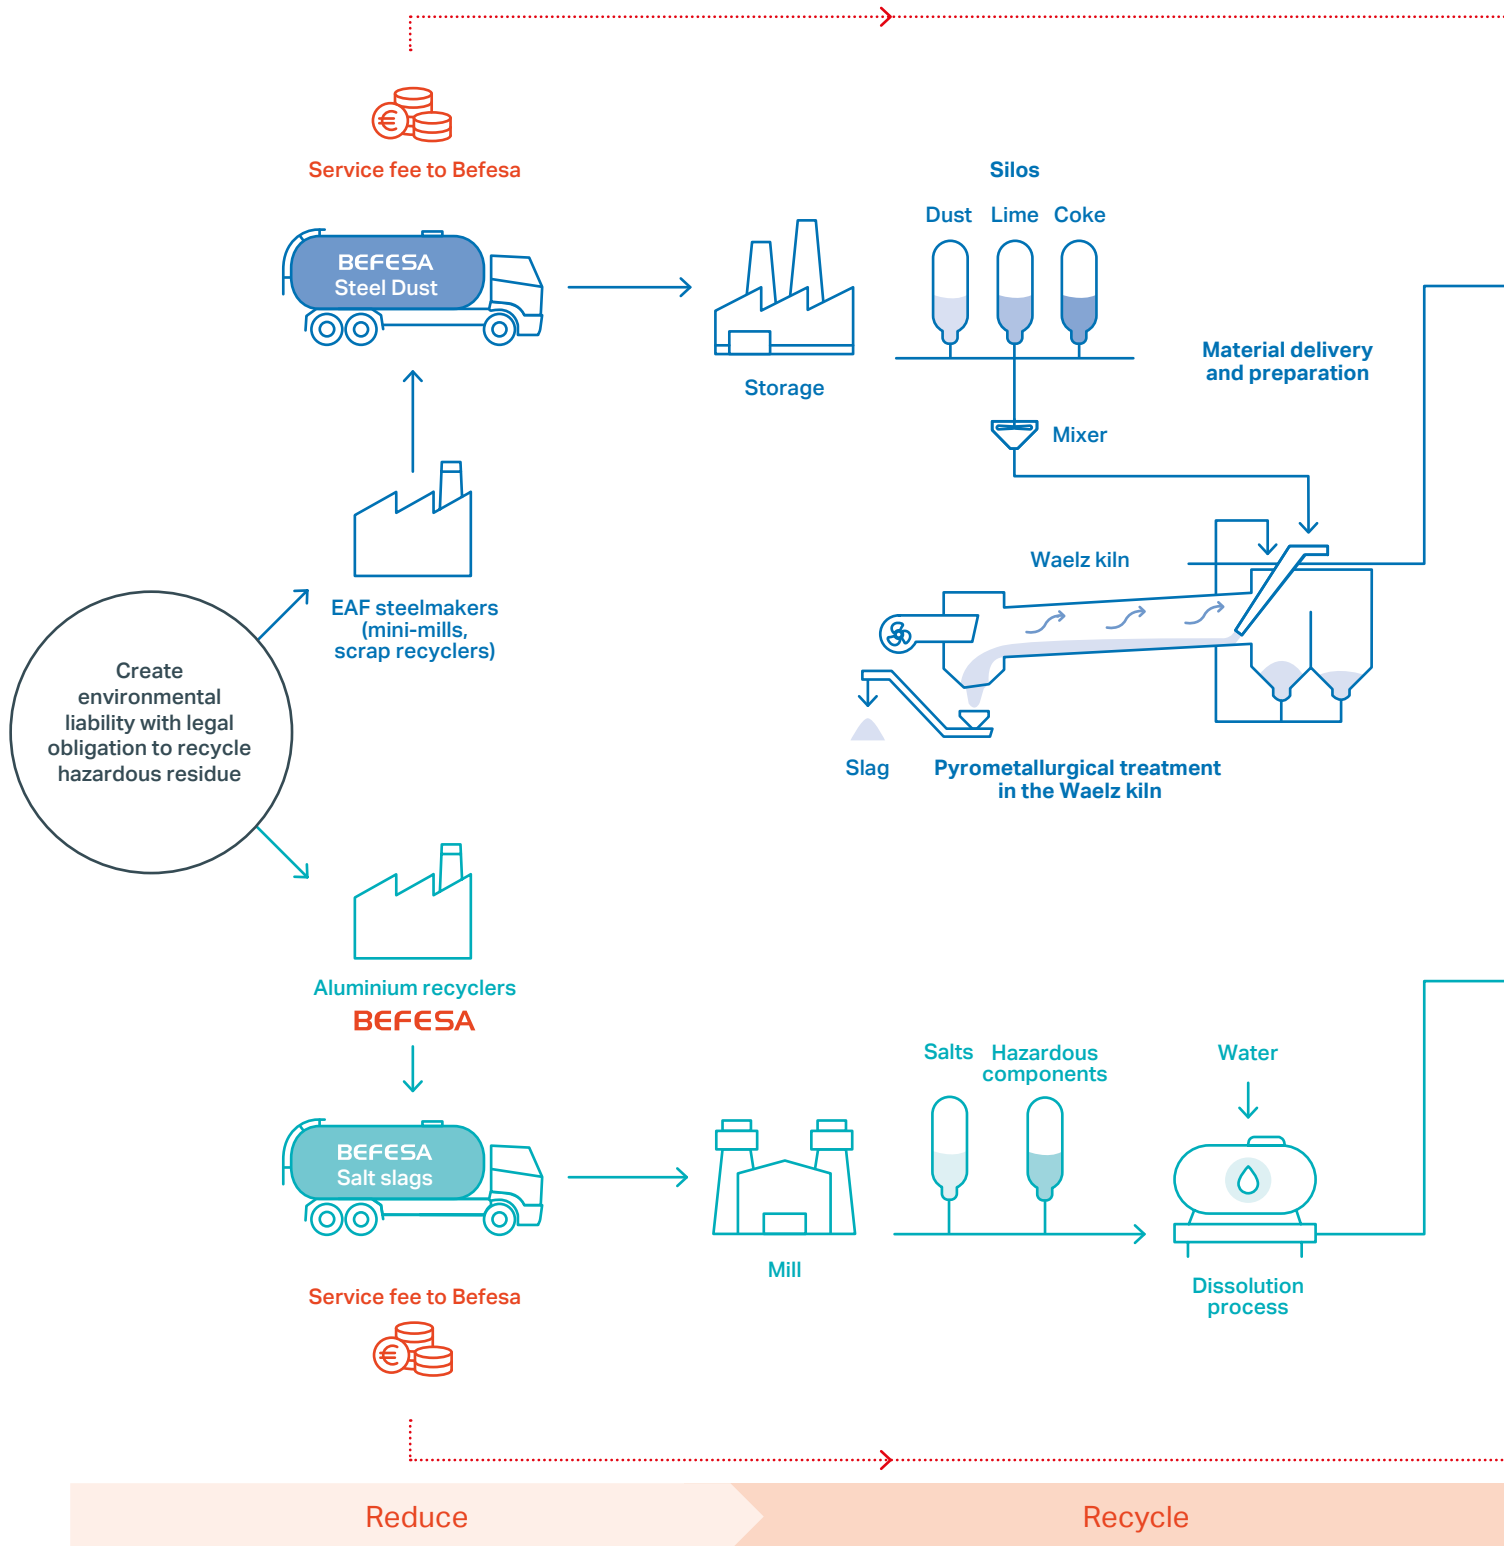 Service fee to Befesa
Silos
Dust Lime Coke
BEFESA
Steel Dust
Material delivery
and preparation
Storage
Mixer
Waelz kiln
EAF steelmakers
(mini-mills,
scrap recyclers)
Create
environmental
liability with legal
obligation to recycle
hazardous residue
Slag
Pyrometallurgical treatment
in the Waelz kiln
Aluminium recyclers
BEFESA
Salts
Hazardous
components
Water
BEFESA
Salt slags
Mill
Dissolution
process
Service fee to Befesa
Reduce
Recycle